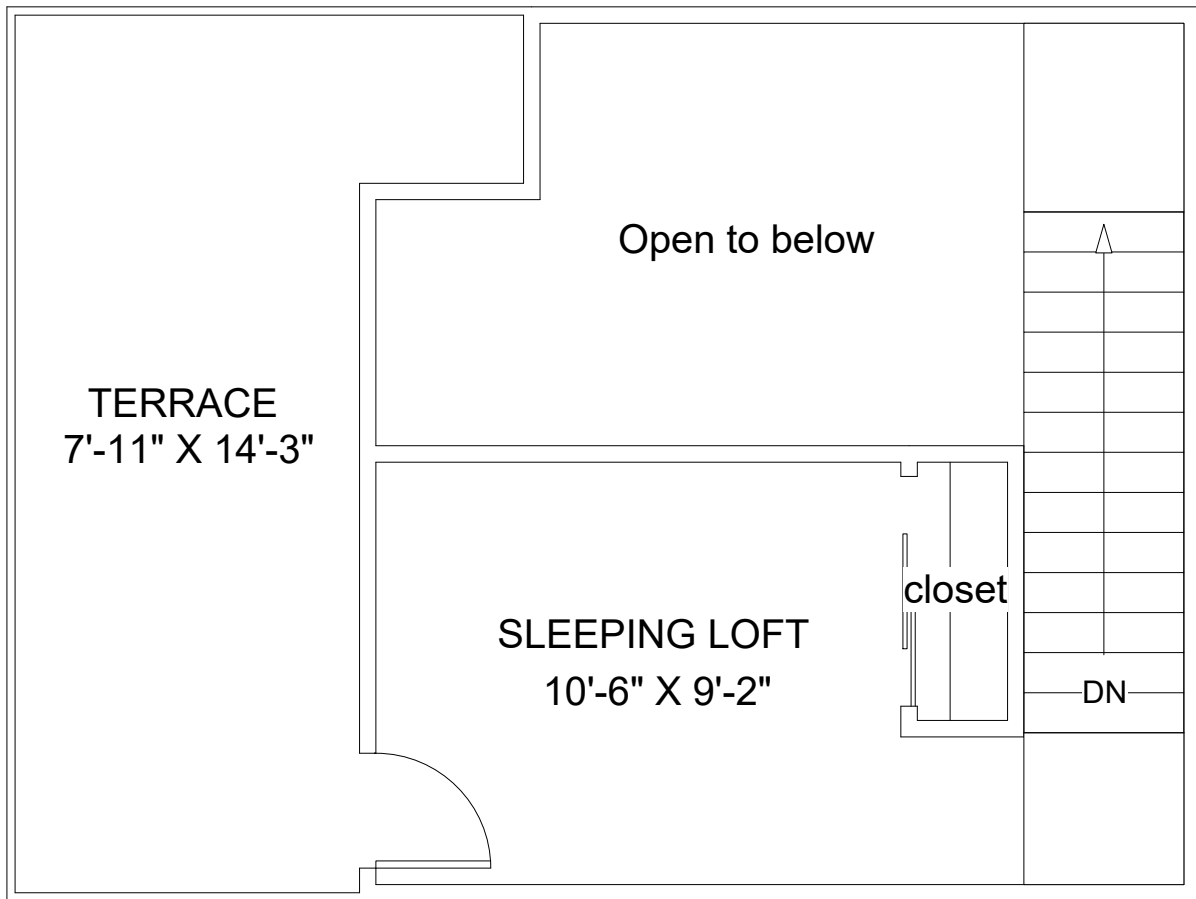 Open to below
TERRACE
7'-11" X 14'-3"
closet
SLEEPING LOFT
10'-6" X 9'-2"
DN